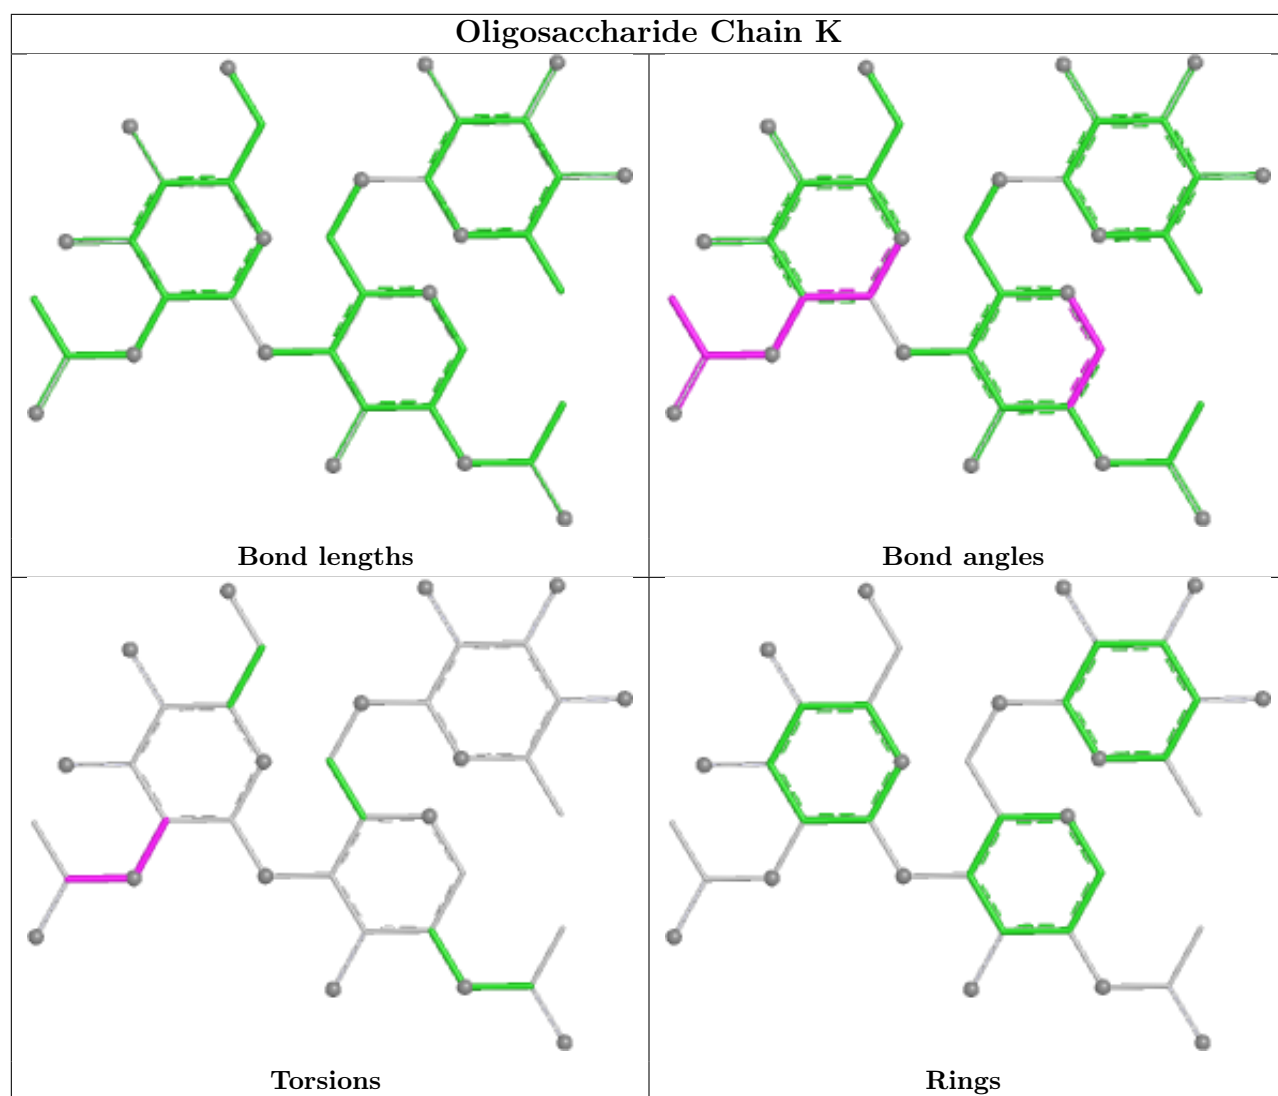 Oligosaccharide Chain K
Bond lengths
Bond angles
Torsions
Rings